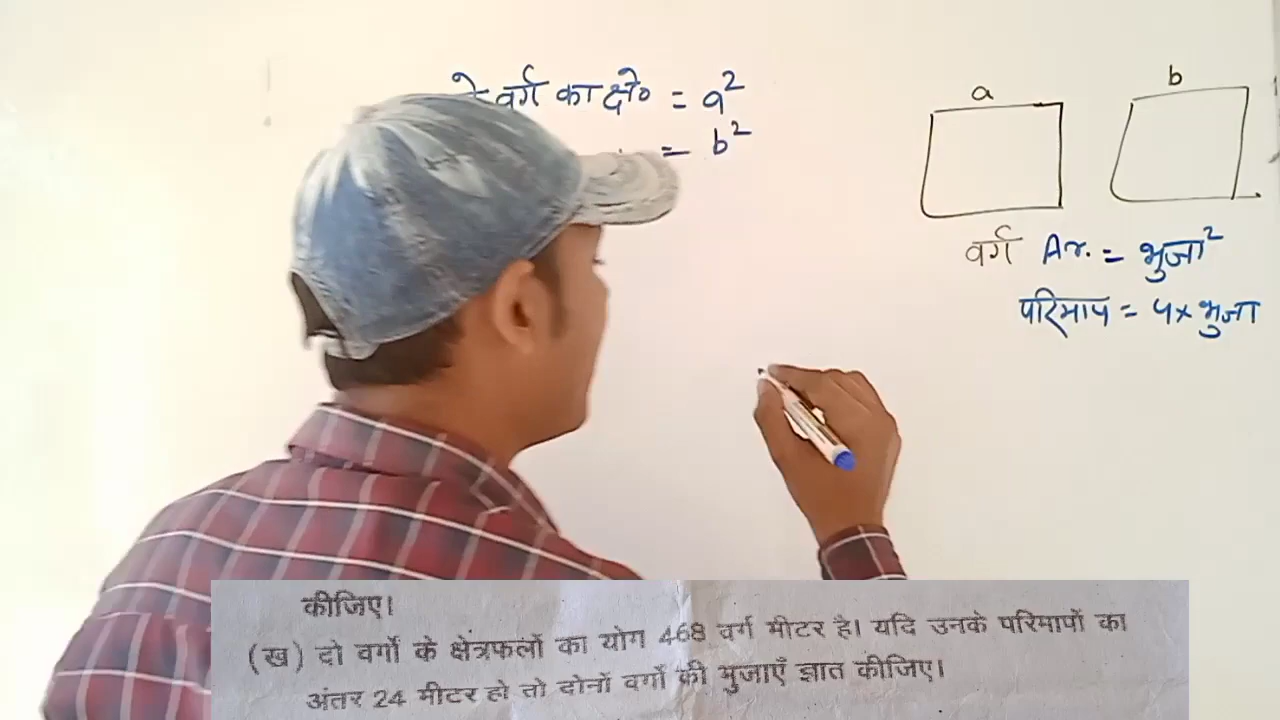 वर्ग का क्षे० = a²
= b²
a
b
वर्ग Ar. = भुजा²
परिमाप = 4x भुजा
कीजिए।
(ख) दो वर्गो के क्षेंत्रफलों का योग 468 वर्ग मीटर है। यदि उनके परिमापों का
अंतर 24 मीटर हो तो दोनों वर्गों की भुजाएँ ज्ञात कीजिए।